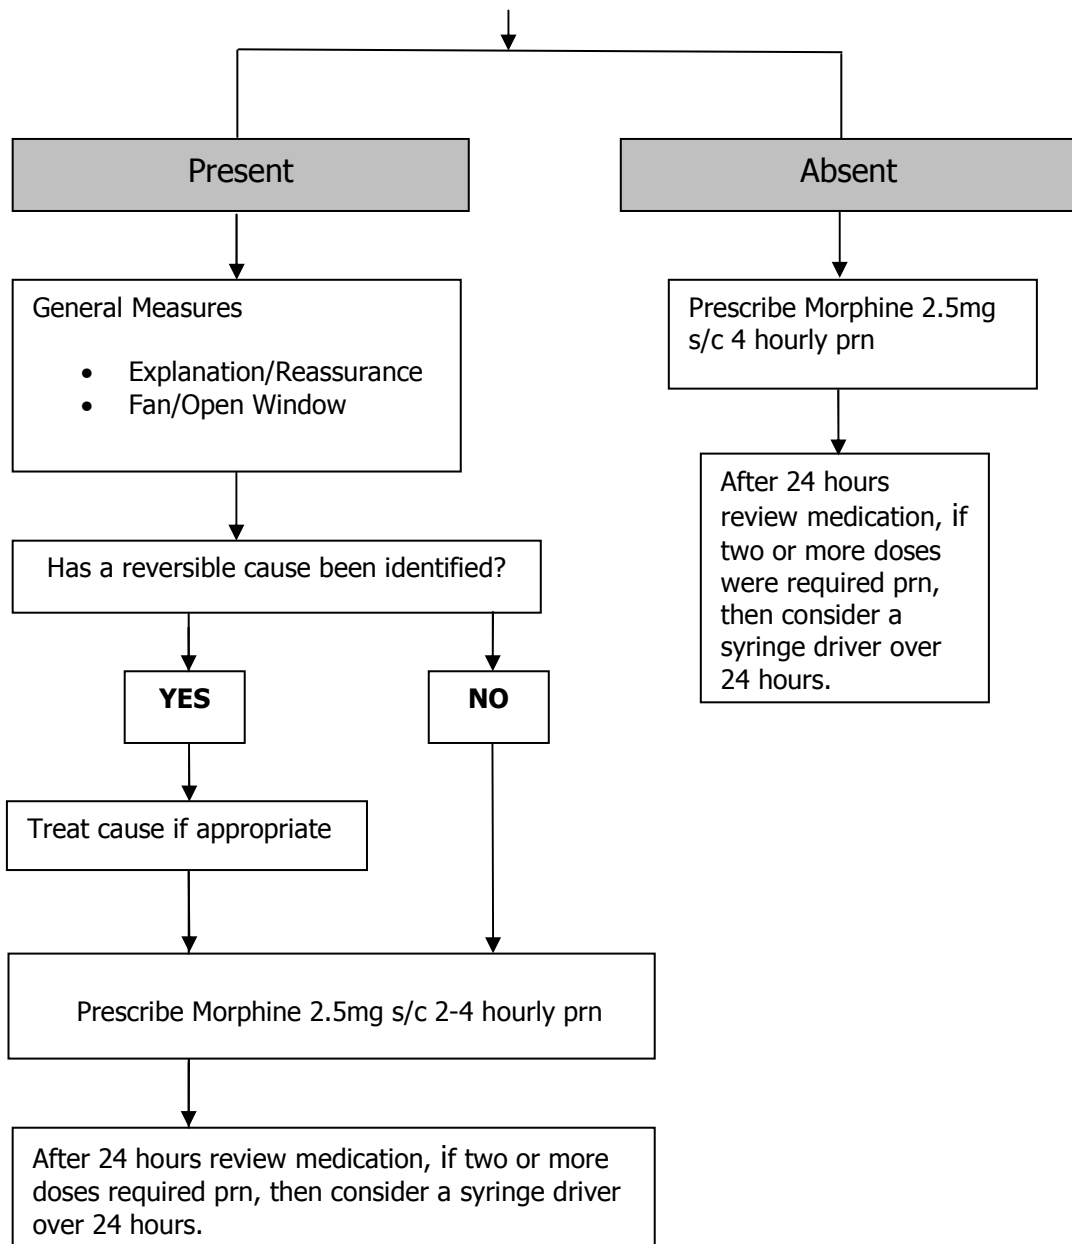 Present
Absent
General Measures
• Explanation/Reassurance
• Fan/Open Window
Prescribe Morphine 2.5mg
s/c 4 hourly prn
After 24 hours
review medication, if
two or more doses
were required prn,
then consider a
syringe driver over
24 hours.
Has a reversible cause been identified?
YES
NO
Treat cause if appropriate
Prescribe Morphine 2.5mg s/c 2-4 hourly prn
After 24 hours review medication, if two or more
doses required prn, then consider a syringe driver
over 24 hours.